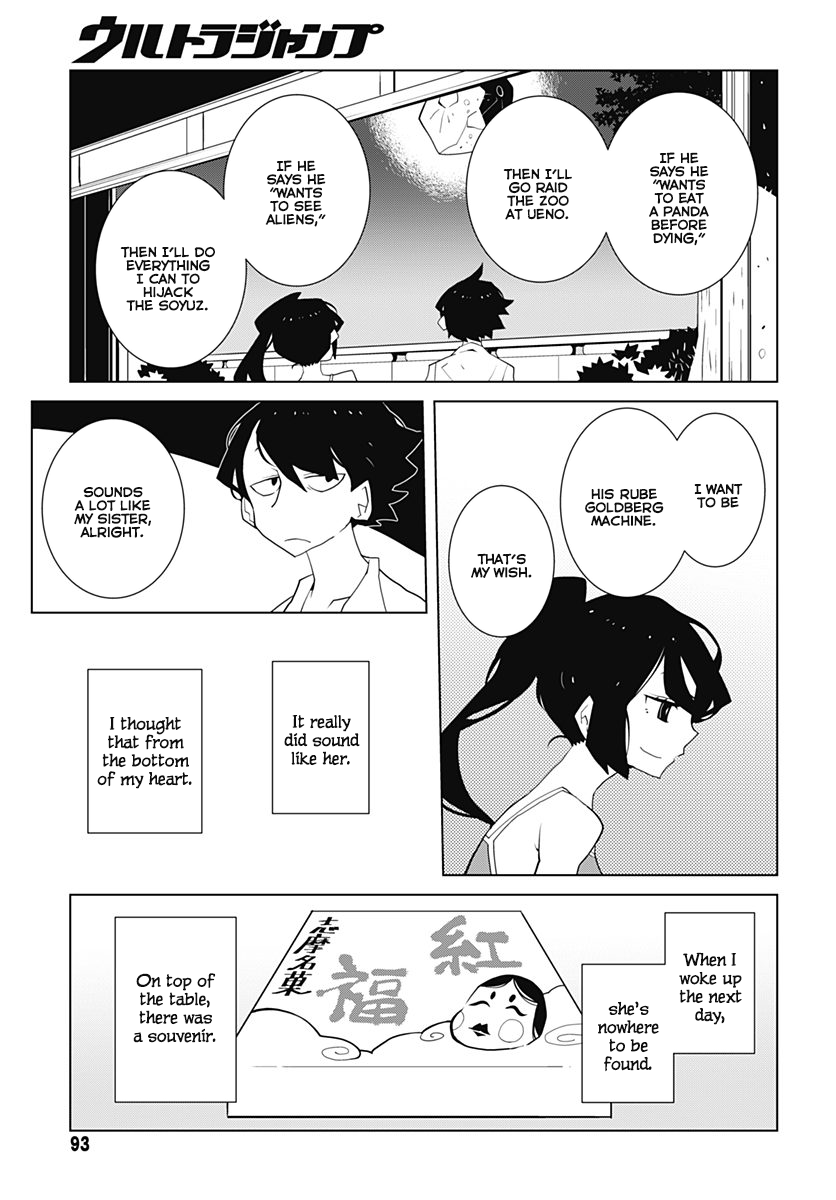 ウルトラジャンプ
IF HE
SAYS HE
"WANTS
TO EAT
A PANDA
BEFORE
DYING,"
THEN I'LL
GO RAID
THE ZOO
AT UENO.
IF HE
SAYS HE
"WANTS
TO SEE
ALIENS,"
THEN I'LL DO
EVERYTHING
I CAN TO
HIJACK
THE SOYUZ.
I WANT
TO BE
HIS RUBE
GOLDBERG
MACHINE.
THAT'S
MY WISH.
SOUNDS
A LOT LIKE
MY SISTER,
ALRIGHT.
It really
did sound
like her.
I thought
that from
the bottom
of my heart.
When I
woke up
the next
day,
she's
nowhere
to be
found.
紅福
志摩名菓
On top of
the table,
there was
a souvenir.
93